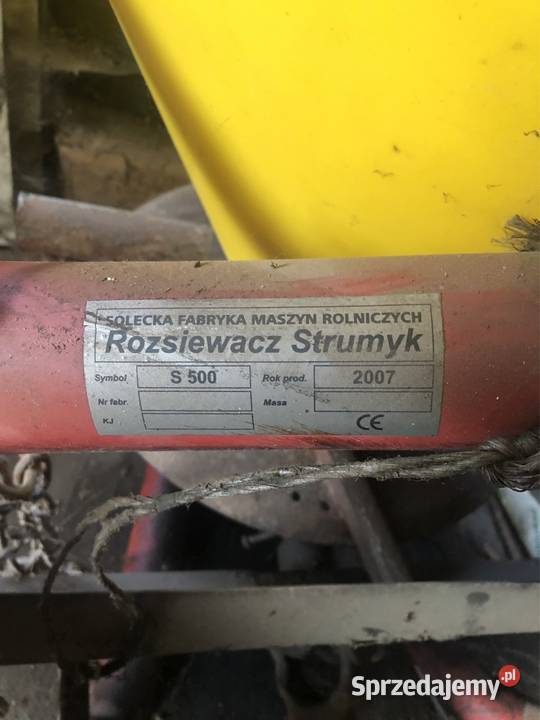 SOLECKA FABRYKA MASZYN ROLNICZYCH
Rozsiewacz Strumyk
Symbol S 500 Rok prod. 2007
Nr fabr. Masa
KJ CE
Sprzedajemy.pl